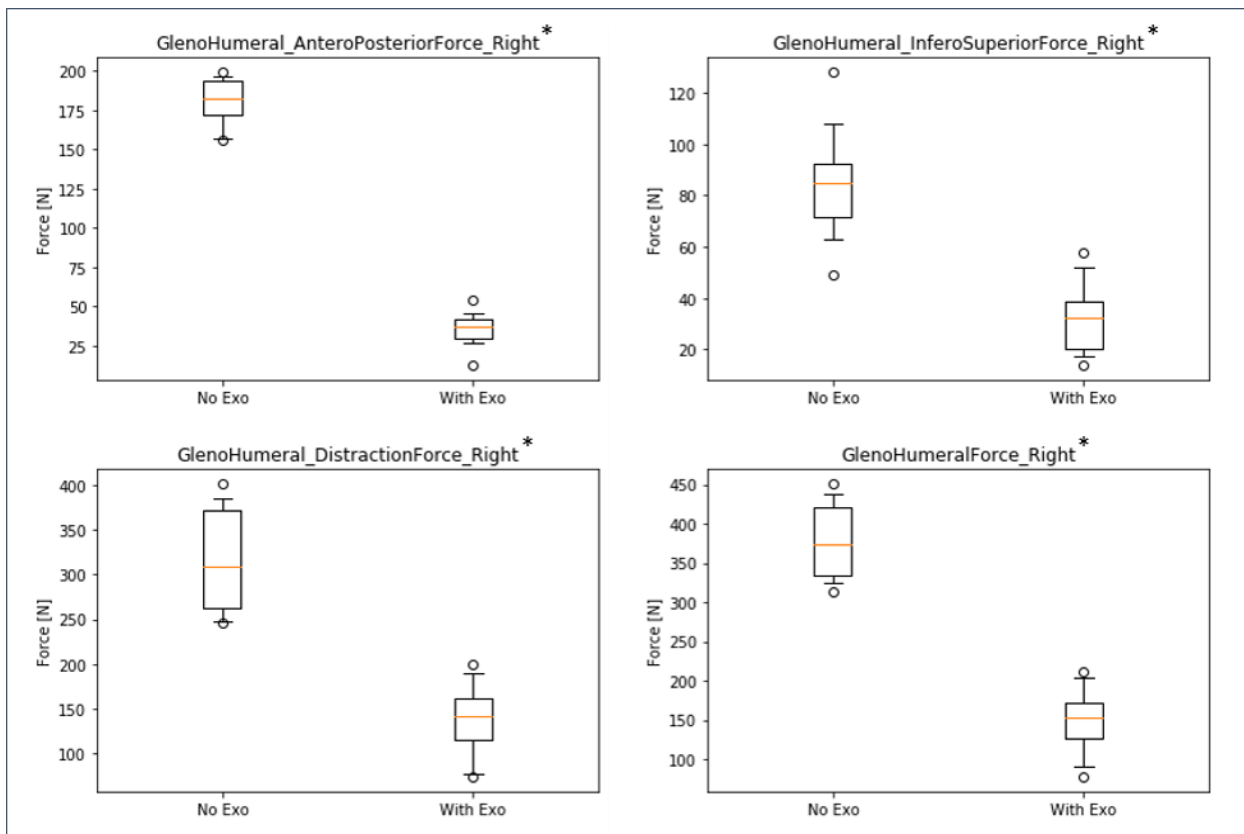 GlenoHumeral_AnteroPosteriorForce_Right*
Force [N]
200
175
150
125
100
75
50
25
No Exo
With Exo
GlenoHumeral_InferoSuperiorForce_Right*
Force [N]
120
100
80
60
40
20
No Exo
With Exo
GlenoHumeral_DistractionForce_Right*
Force [N]
400
350
300
250
200
150
100
No Exo
With Exo
GlenoHumeralForce_Right*
Force [N]
450
400
350
300
250
200
150
100
No Exo
With Exo